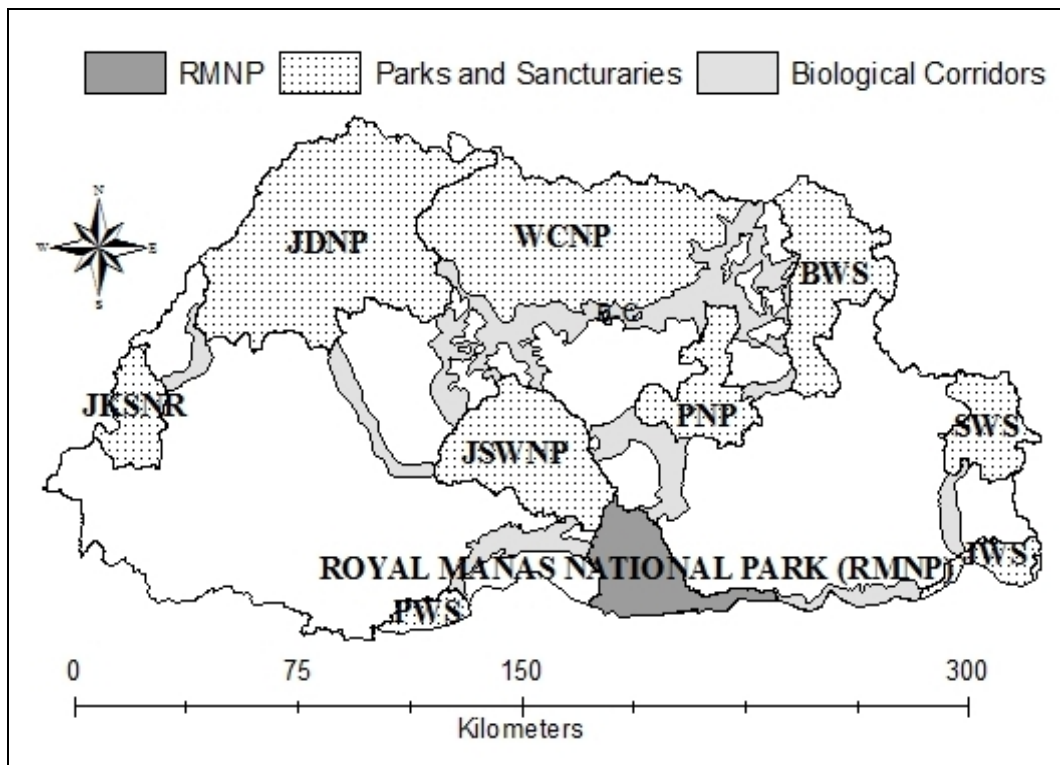 RMNP Parks and Sancturaries Biological Corridors
N
W E
S
JDNP
WCNP
BWS
JKSNR
PNP
SWS
JSWNP
ROYAL MANAS NATIONAL PARK (RMNP)
JWS
PWS
0 75 150 300
Kilometers